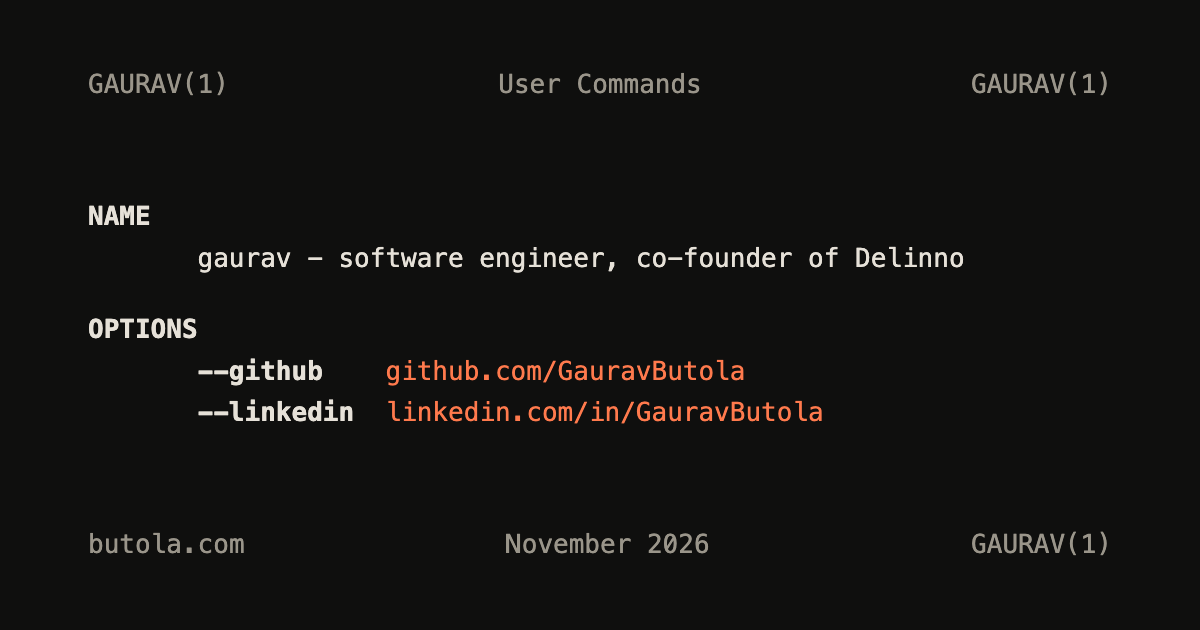 GAURAV(1) User Commands GAURAV(1)
NAME
gaurav – software engineer, co-founder of Delinno
OPTIONS
--github github.com/GauravButola
--linkedin linkedin.com/in/GauravButola
butola.com November 2026 GAURAV(1)